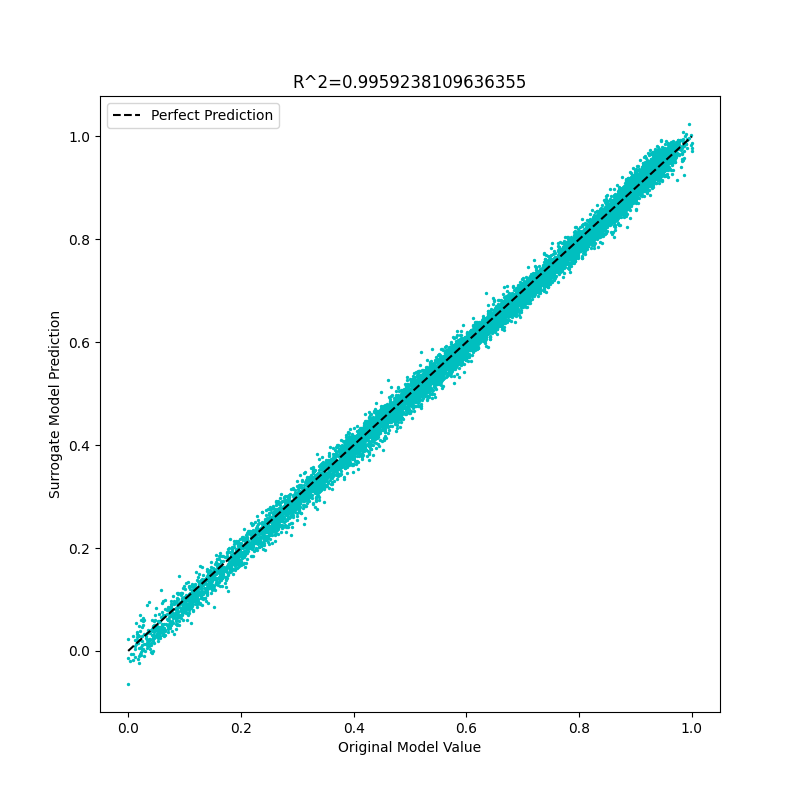 R^2=0.9959238109636355
Perfect Prediction
1.0
0.8
0.6
0.4
0.2
0.0
Surrogate Model Prediction
0.0 0.2 0.4 0.6 0.8 1.0
Original Model Value